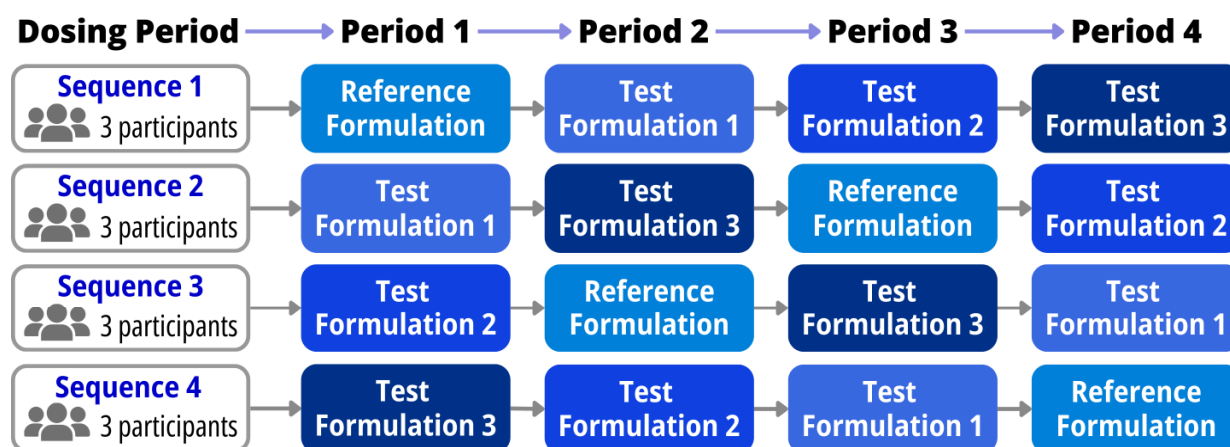 Dosing Period Period 1 Period 2 Period 3 Period 4
Sequence 1
3 participants
Reference
Formulation
Test
Formulation 1
Test
Formulation 2
Test
Formulation 3
Sequence 2
3 participants
Test
Formulation 1
Test
Formulation 3
Reference
Formulation
Test
Formulation 2
Sequence 3
3 participants
Test
Formulation 2
Reference
Formulation
Test
Formulation 3
Test
Formulation 1
Sequence 4
3 participants
Test
Formulation 3
Test
Formulation 2
Test
Formulation 1
Reference
Formulation